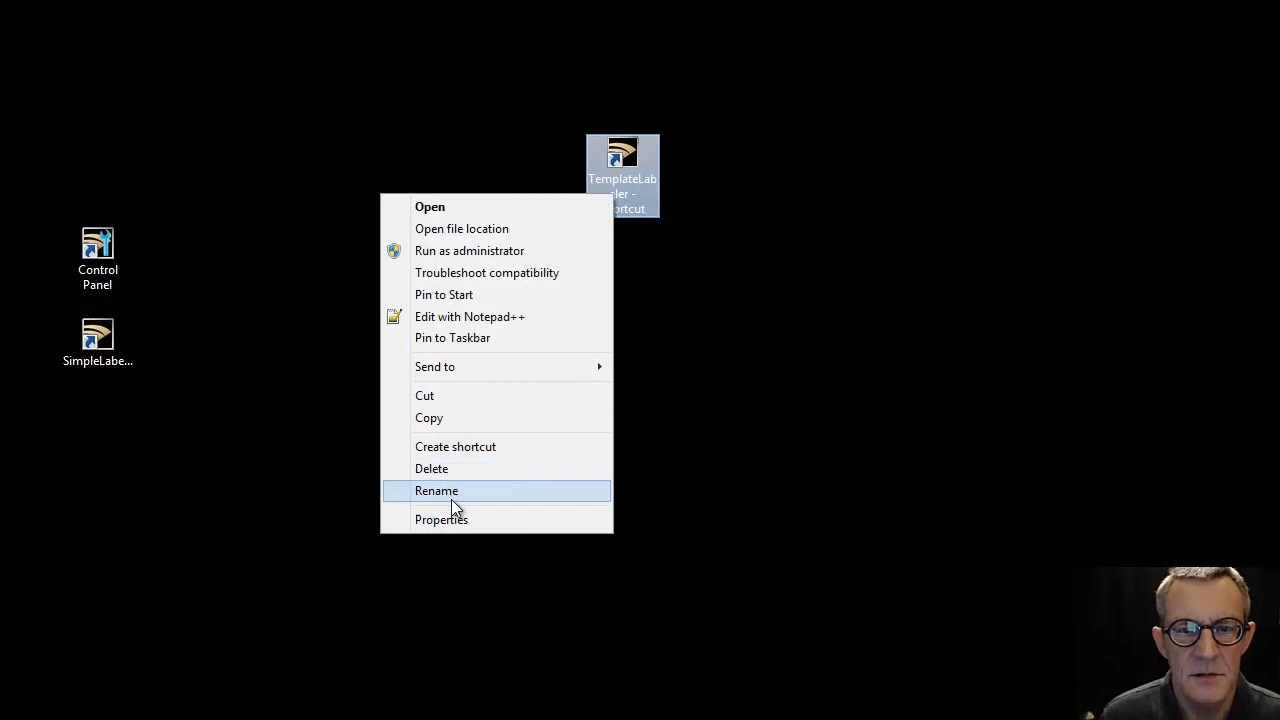 TemplateLab
eler -
ortcut
Open
Open file location
Run as administrator
Troubleshoot compatibility
Pin to Start
Edit with Notepad++
Pin to Taskbar
Send to
Cut
Copy
Create shortcut
Delete
Rename
Properties
Control
Panel
SimpleLabe...